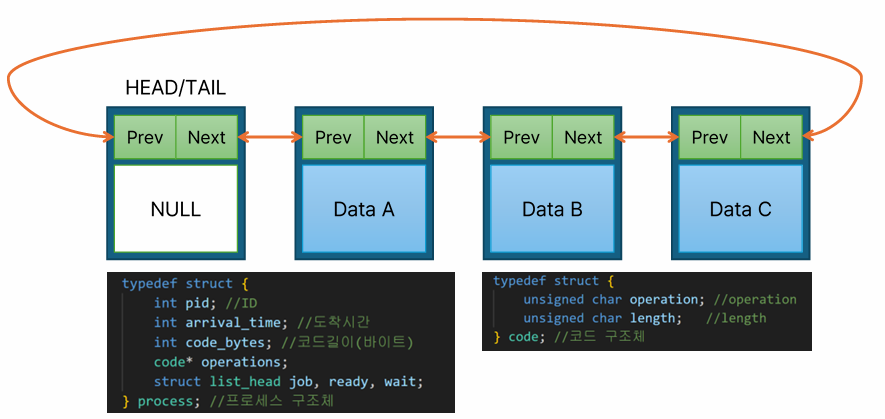 HEAD/TAIL
Prev Next Prev Next Prev Next Prev Next
NULL Data A Data B Data C
typedef struct {
int pid; //ID
int arrival_time; //도착시간
int code_bytes; //코드길이(바이트)
code* operations;
struct list_head job, ready, wait;
} process; //프로세스 구조체
typedef struct {
unsigned char operation; //operation
unsigned char length; //length
} code; //코드 구조체